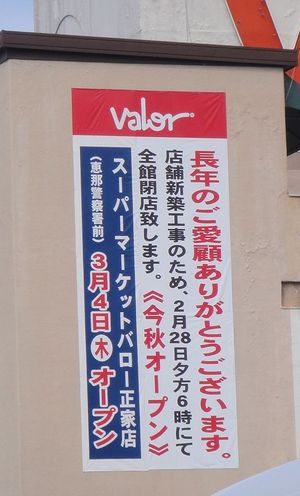 Valor
長年のご愛顧ありがとうございます。
店舗新築工事のため、2月28日夕方6時にて
全館閉店致します。《今秋オープン》
スーパーマーケットバロー正家店
(恵那警察署前) 3月4日(木)オープン